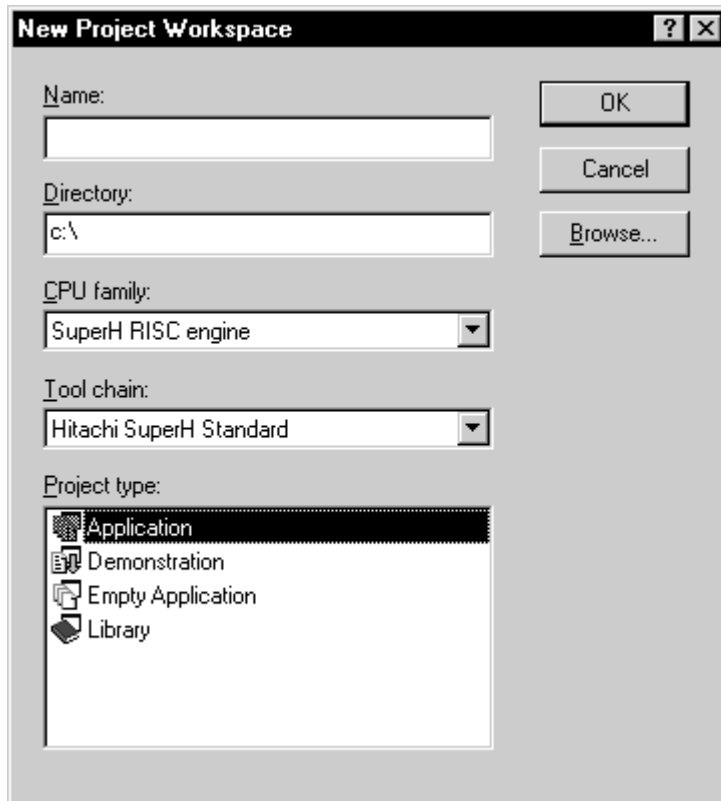 New Project Workspace
Name:
OK
Cancel
Directory:
c:\
Browse...
CPU family:
SuperH RISC engine
Tool chain:
Hitachi SuperH Standard
Project type:
Application
Demonstration
Empty Application
Library